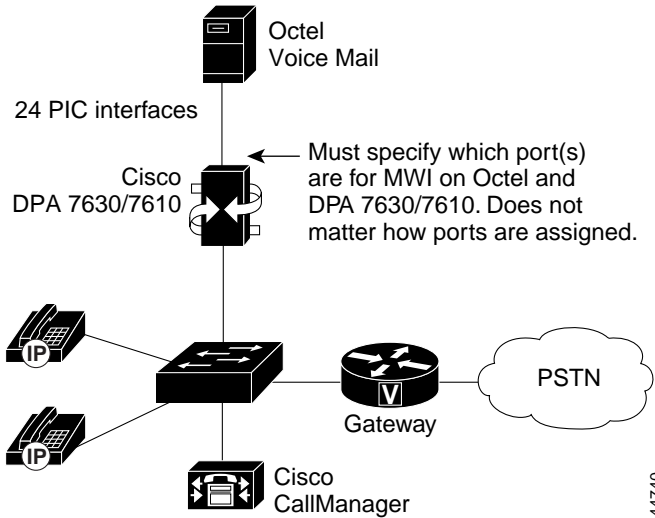 Octel
Voice Mail
24 PIC interfaces
Cisco
DPA 7630/7610
Must specify which port(s)
are for MWI on Octel and
DPA 7630/7610. Does not
matter how ports are assigned.
IP
IP
V
Gateway
PSTN
Cisco
CallManager
44749